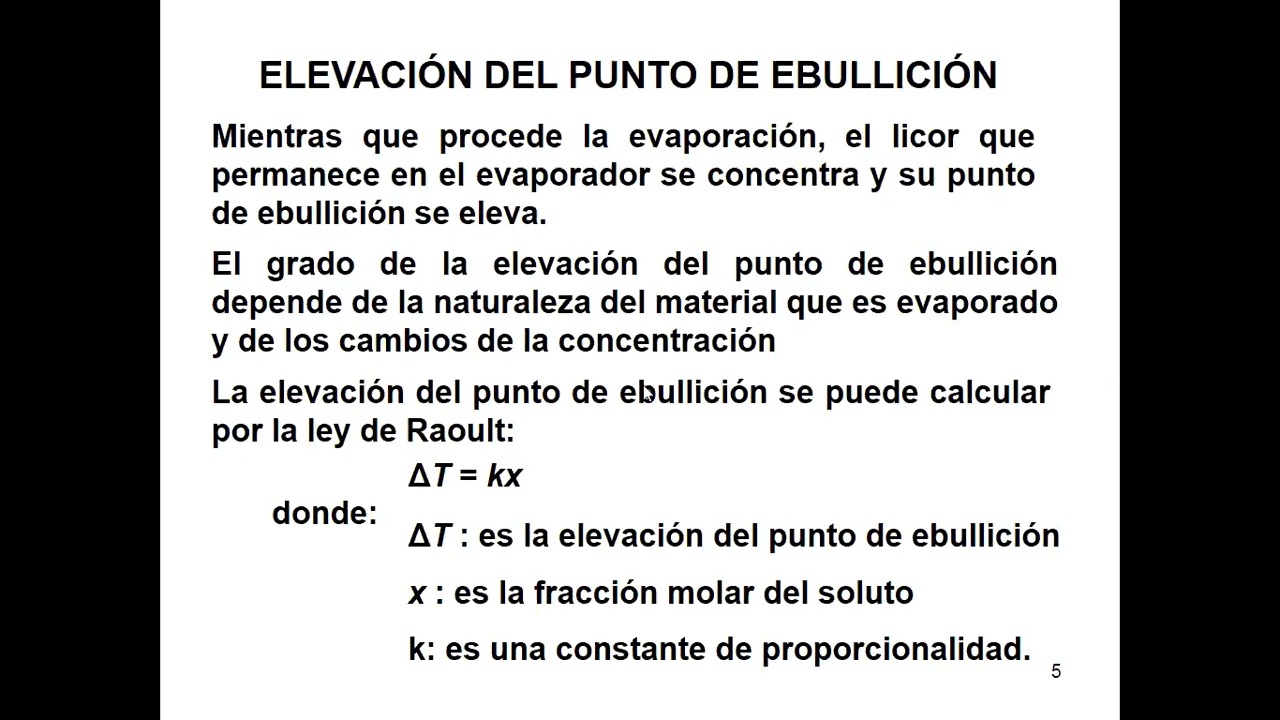 ELEVACIÓN DEL PUNTO DE EBULLICIÓN
Mientras que procede la evaporación, el licor que
permanece en el evaporador se concentra y su punto
de ebullición se eleva.
El grado de la elevación del punto de ebullición
depende de la naturaleza del material que es evaporado
y de los cambios de la concentración
La elevación del punto de ebullición se puede calcular
por la ley de Raoult:
ΔT = kx
donde:
ΔT : es la elevación del punto de ebullición
x : es la fracción molar del soluto
k: es una constante de proporcionalidad.
5